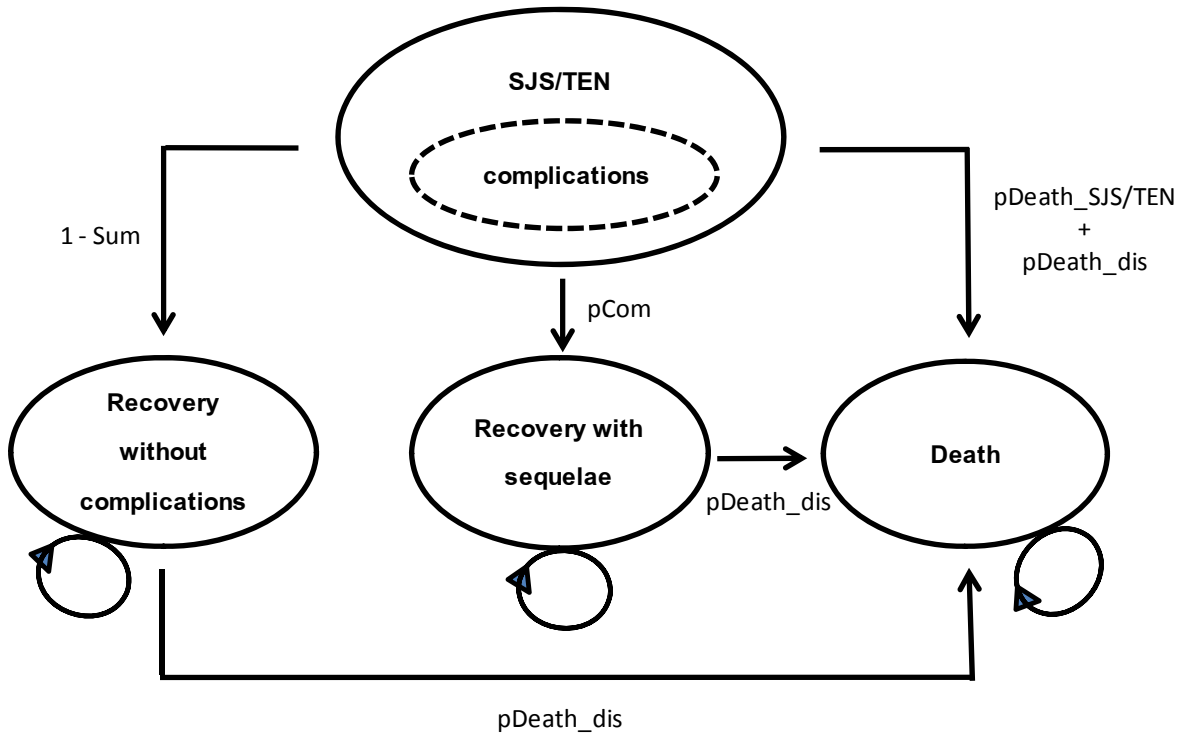 SJS/TEN
complications
1 - Sum
pDeath_SJS/TEN
+
pDeath_dis
pCom
Recovery
without
complications
Recovery with
sequelae
pDeath_dis
Death
pDeath_dis